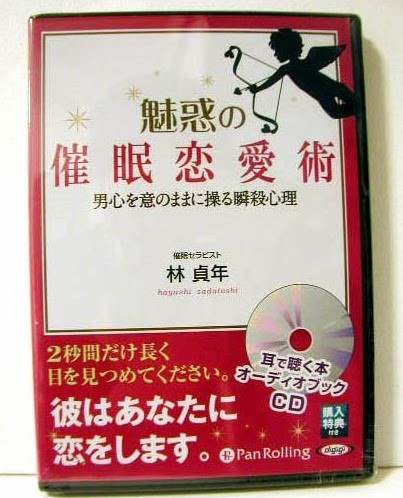 魅惑の
催眠恋愛術
男心を意のままに操る瞬殺心理
催眠セラピスト
林 貞年
hayashi sadatoshi
2秒間だけ長く
目を見つめてください。
彼はあなたに
恋をします。
耳で聴く本
オーディオブック
CD
購入
特典
付き
PanRolling
digigi